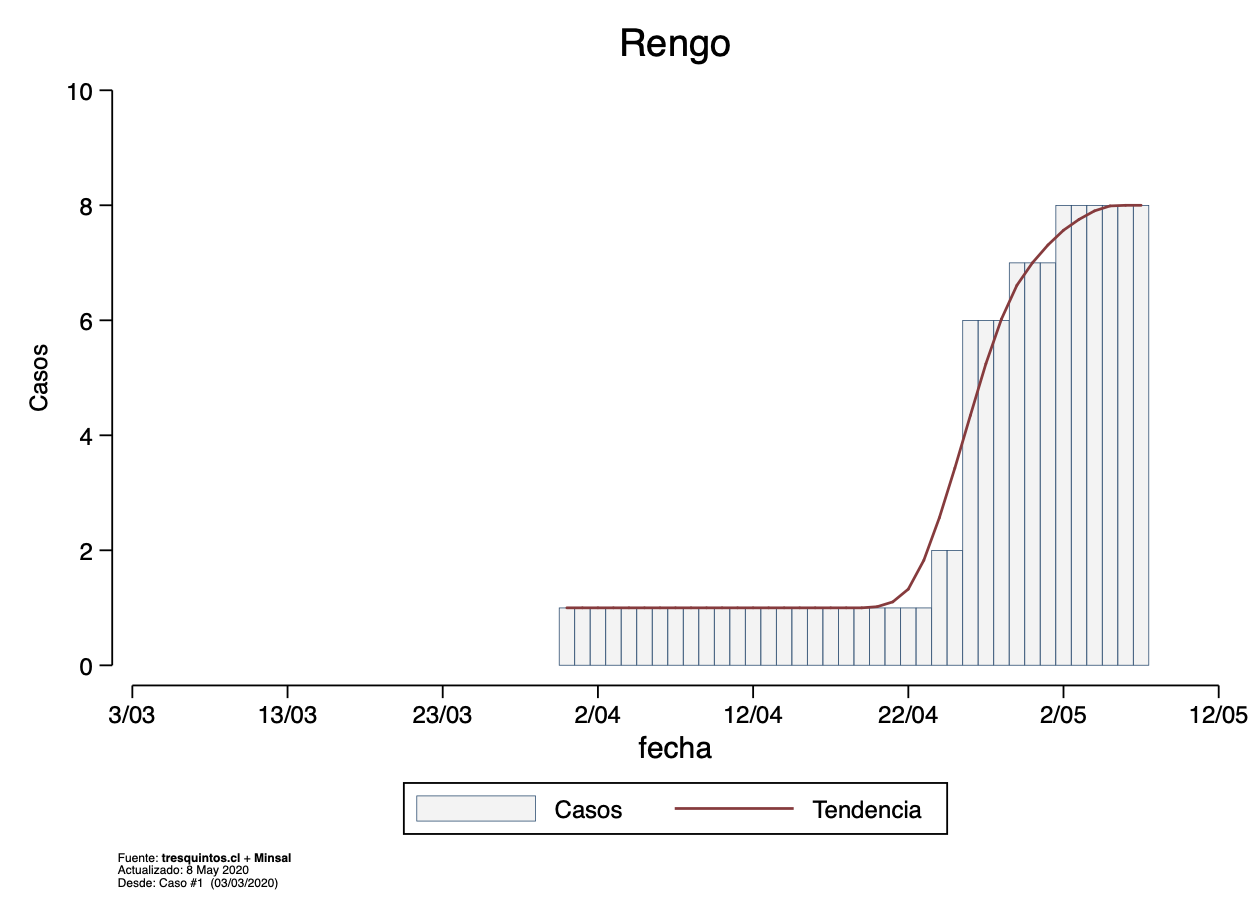 Rengo
10
8
6
4
2
0
Casos
3/03 13/03 23/03 2/04 12/04 22/04 2/05 12/05
fecha
Casos Tendencia
Fuente: tresquintos.cl + Minsal
Actualizado: 8 May 2020
Desde: Caso #1 (03/03/2020)